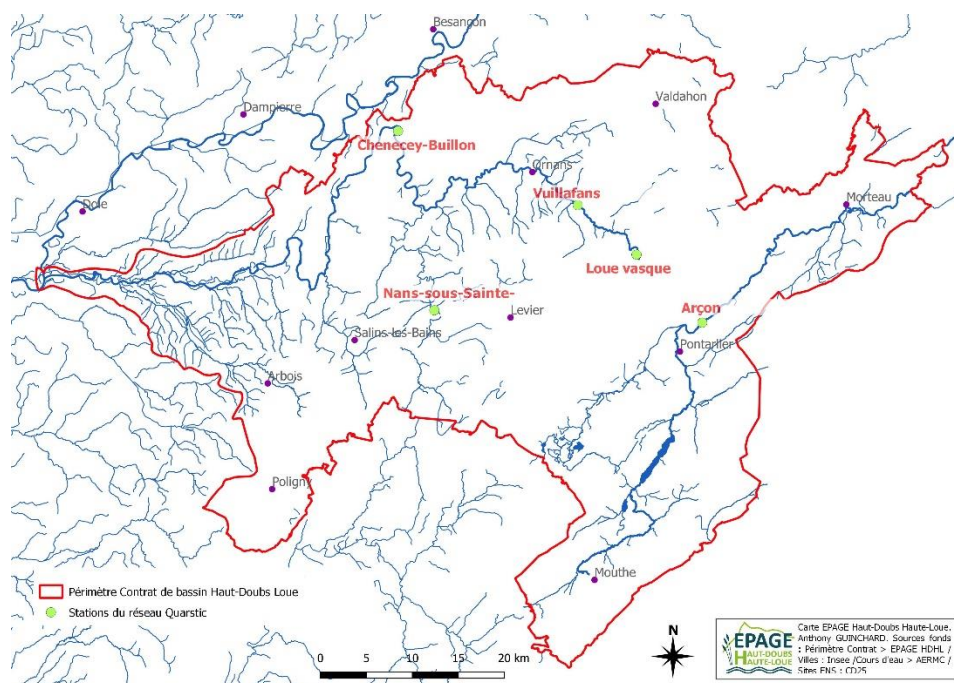 Besançon
Valdahon
Dampierre
Chenecey-Buillon
Ornans
Vuillafans
Morteau
Dole
Loue vasque
Nans-sous-Sainte-
Levier
Arçon
Salins-les-Bains
Pontarlier
Arbois
Poligny
Mouthe
Périmètre Contrat de bassin Haut-Doubs Loue
Stations du réseau Quarstic
0 5 10 15 20 km
N
EPAGE
HAUT-DOUBS
HAUTE-LOUE
Carte EPAGE Haut-Doubs Haute-Loue.
Anthony GUINCHARD. Sources fonds
: Périmètre Contrat > EPAGE HDHL /
Villes : Insee /Cours d'eau > AERMC /
Sites ENS : CD25